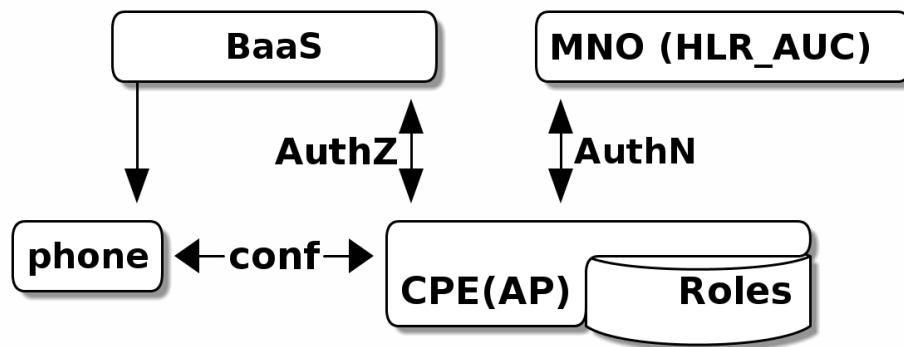 BaaS
MNO (HLR_AUC)
AuthZ
AuthN
phone
conf
CPE(AP)
Roles